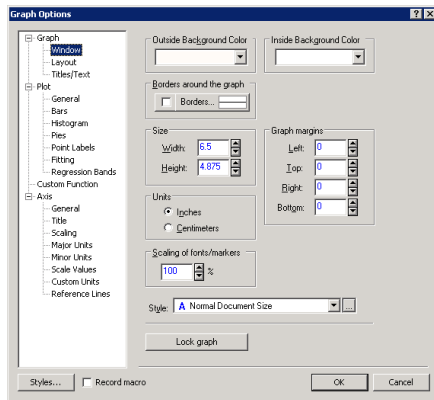 Graph Options
Graph
Window
Layout
Titles/Text
Plot
General
Bars
Histogram
Pies
Point Labels
Fitting
Regression Bands
Custom Function
Axis
General
Title
Scaling
Major Units
Minor Units
Scale Values
Custom Units
Reference Lines
Outside Background Color
Inside Background Color
Borders around the graph
Borders...
Size
Width: 6.5
Height: 4.875
Graph margins
Left: 0
Top: 0
Right: 0
Bottom: 0
Units
Inches
Centimeters
Scaling of fonts/markers
100 %
Style: A Normal Document Size ...
Lock graph
Styles... Record macro OK Cancel